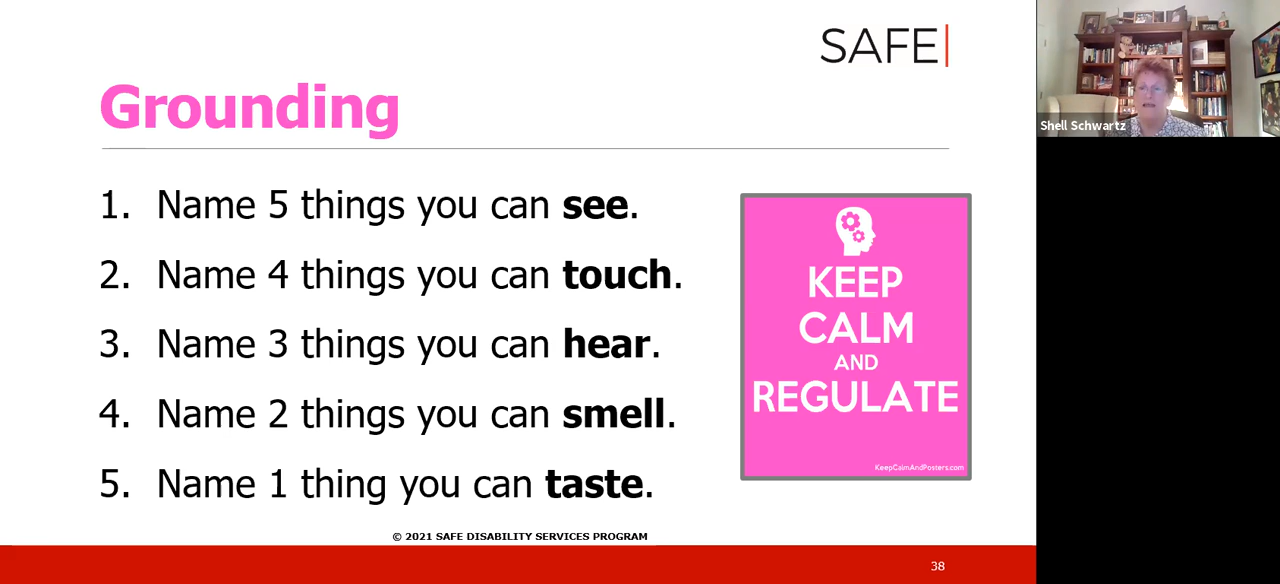 SAFE
Grounding
1. Name 5 things you can see.
2. Name 4 things you can touch.
3. Name 3 things you can hear.
4. Name 2 things you can smell.
5. Name 1 thing you can taste.
KEEP
CALM
AND
REGULATE
KeepCalmAndPosters.com
© 2021 SAFE DISABILITY SERVICES PROGRAM
38
Shell Schwartz